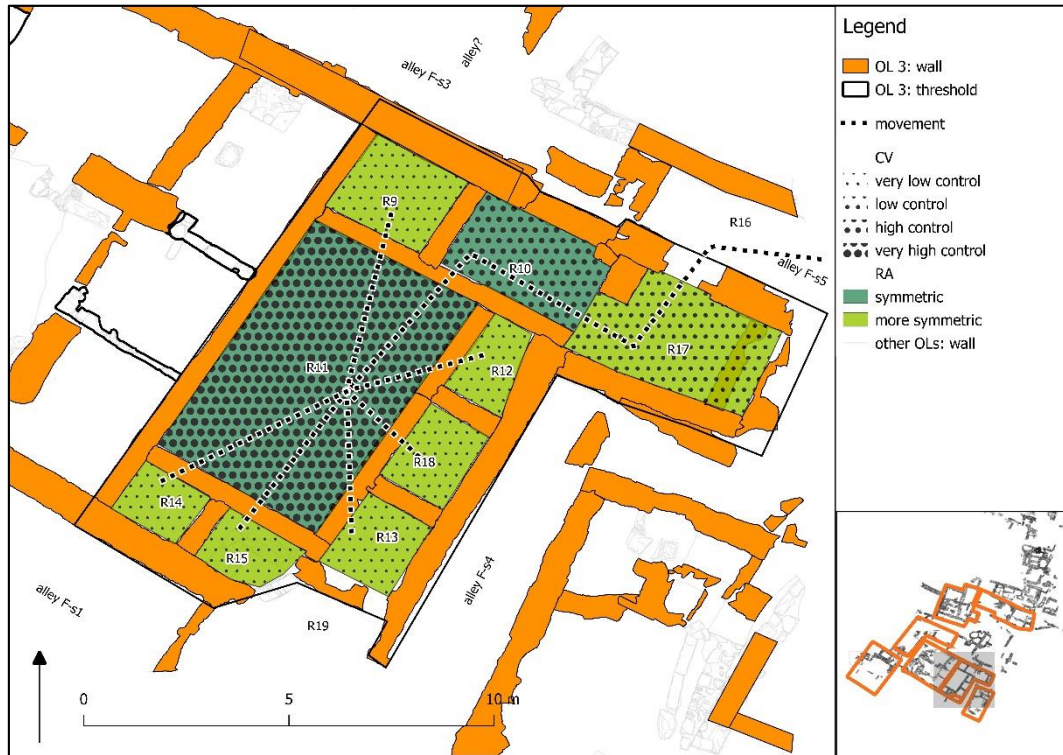 alley F-s3
alley?
R9
R16
alley F-s5
R10
R17
R11
R12
R18
R14
R13
R15
alley F-s4
alley F-s1
R19
0 5 10 m
Legend
OL 3: wall
OL 3: threshold
movement
CV
very low control
low control
high control
very high control
RA
symmetric
more symmetric
other OLs: wall